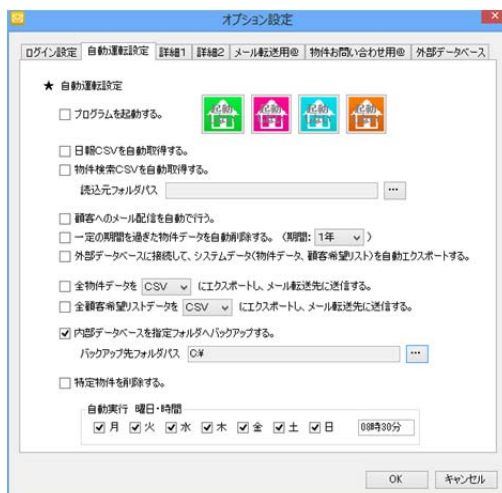 オプション設定
ログイン設定 自動運転設定 詳細1 詳細2 メール転送用@ 物件お問い合わせ用@ 外部データベース
★ 自動運転設定
プログラムを起動する。 起動 起動 起動 起動
日報CSVを自動取得する。
物件検索CSVを自動取得する。
読込元フォルダパス ...
顧客へのメール配信を自動で行う。
一定の期間を過ぎた物件データを自動削除する。 (期間: 1年 )
外部データベースに接続して、システムデータ(物件データ、顧客希望リスト)を自動エクスポートする。
全物件データを CSV にエクスポートし、メール転送先に送信する。
全顧客希望リストデータを CSV にエクスポートし、メール転送先に送信する。
内部データベースを指定フォルダへバックアップする。
バックアップ先フォルダパス C:¥ ...
特定物件を削除する。
自動実行 曜日・時間
月 火 水 木 金 土 日 08時30分
OK キャンセル